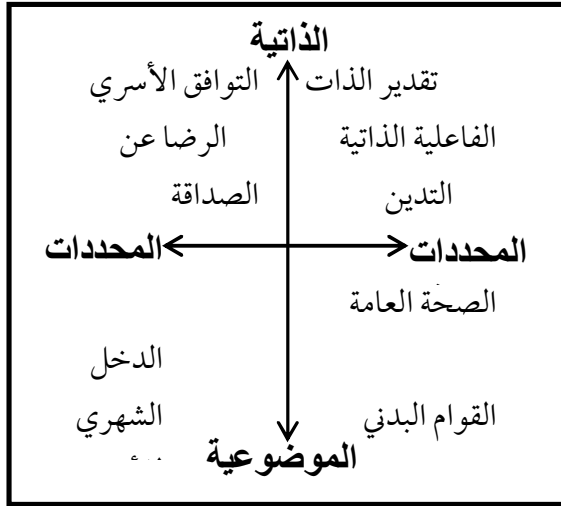 الذاتية
تقدير الذات التوافق الأسري
الفاعلية الذاتية الرضا عن
التدين الصداقة
المحددات المحددات
الصحة العامة
الدخل
القوام البدني الشهري
الموضوعية